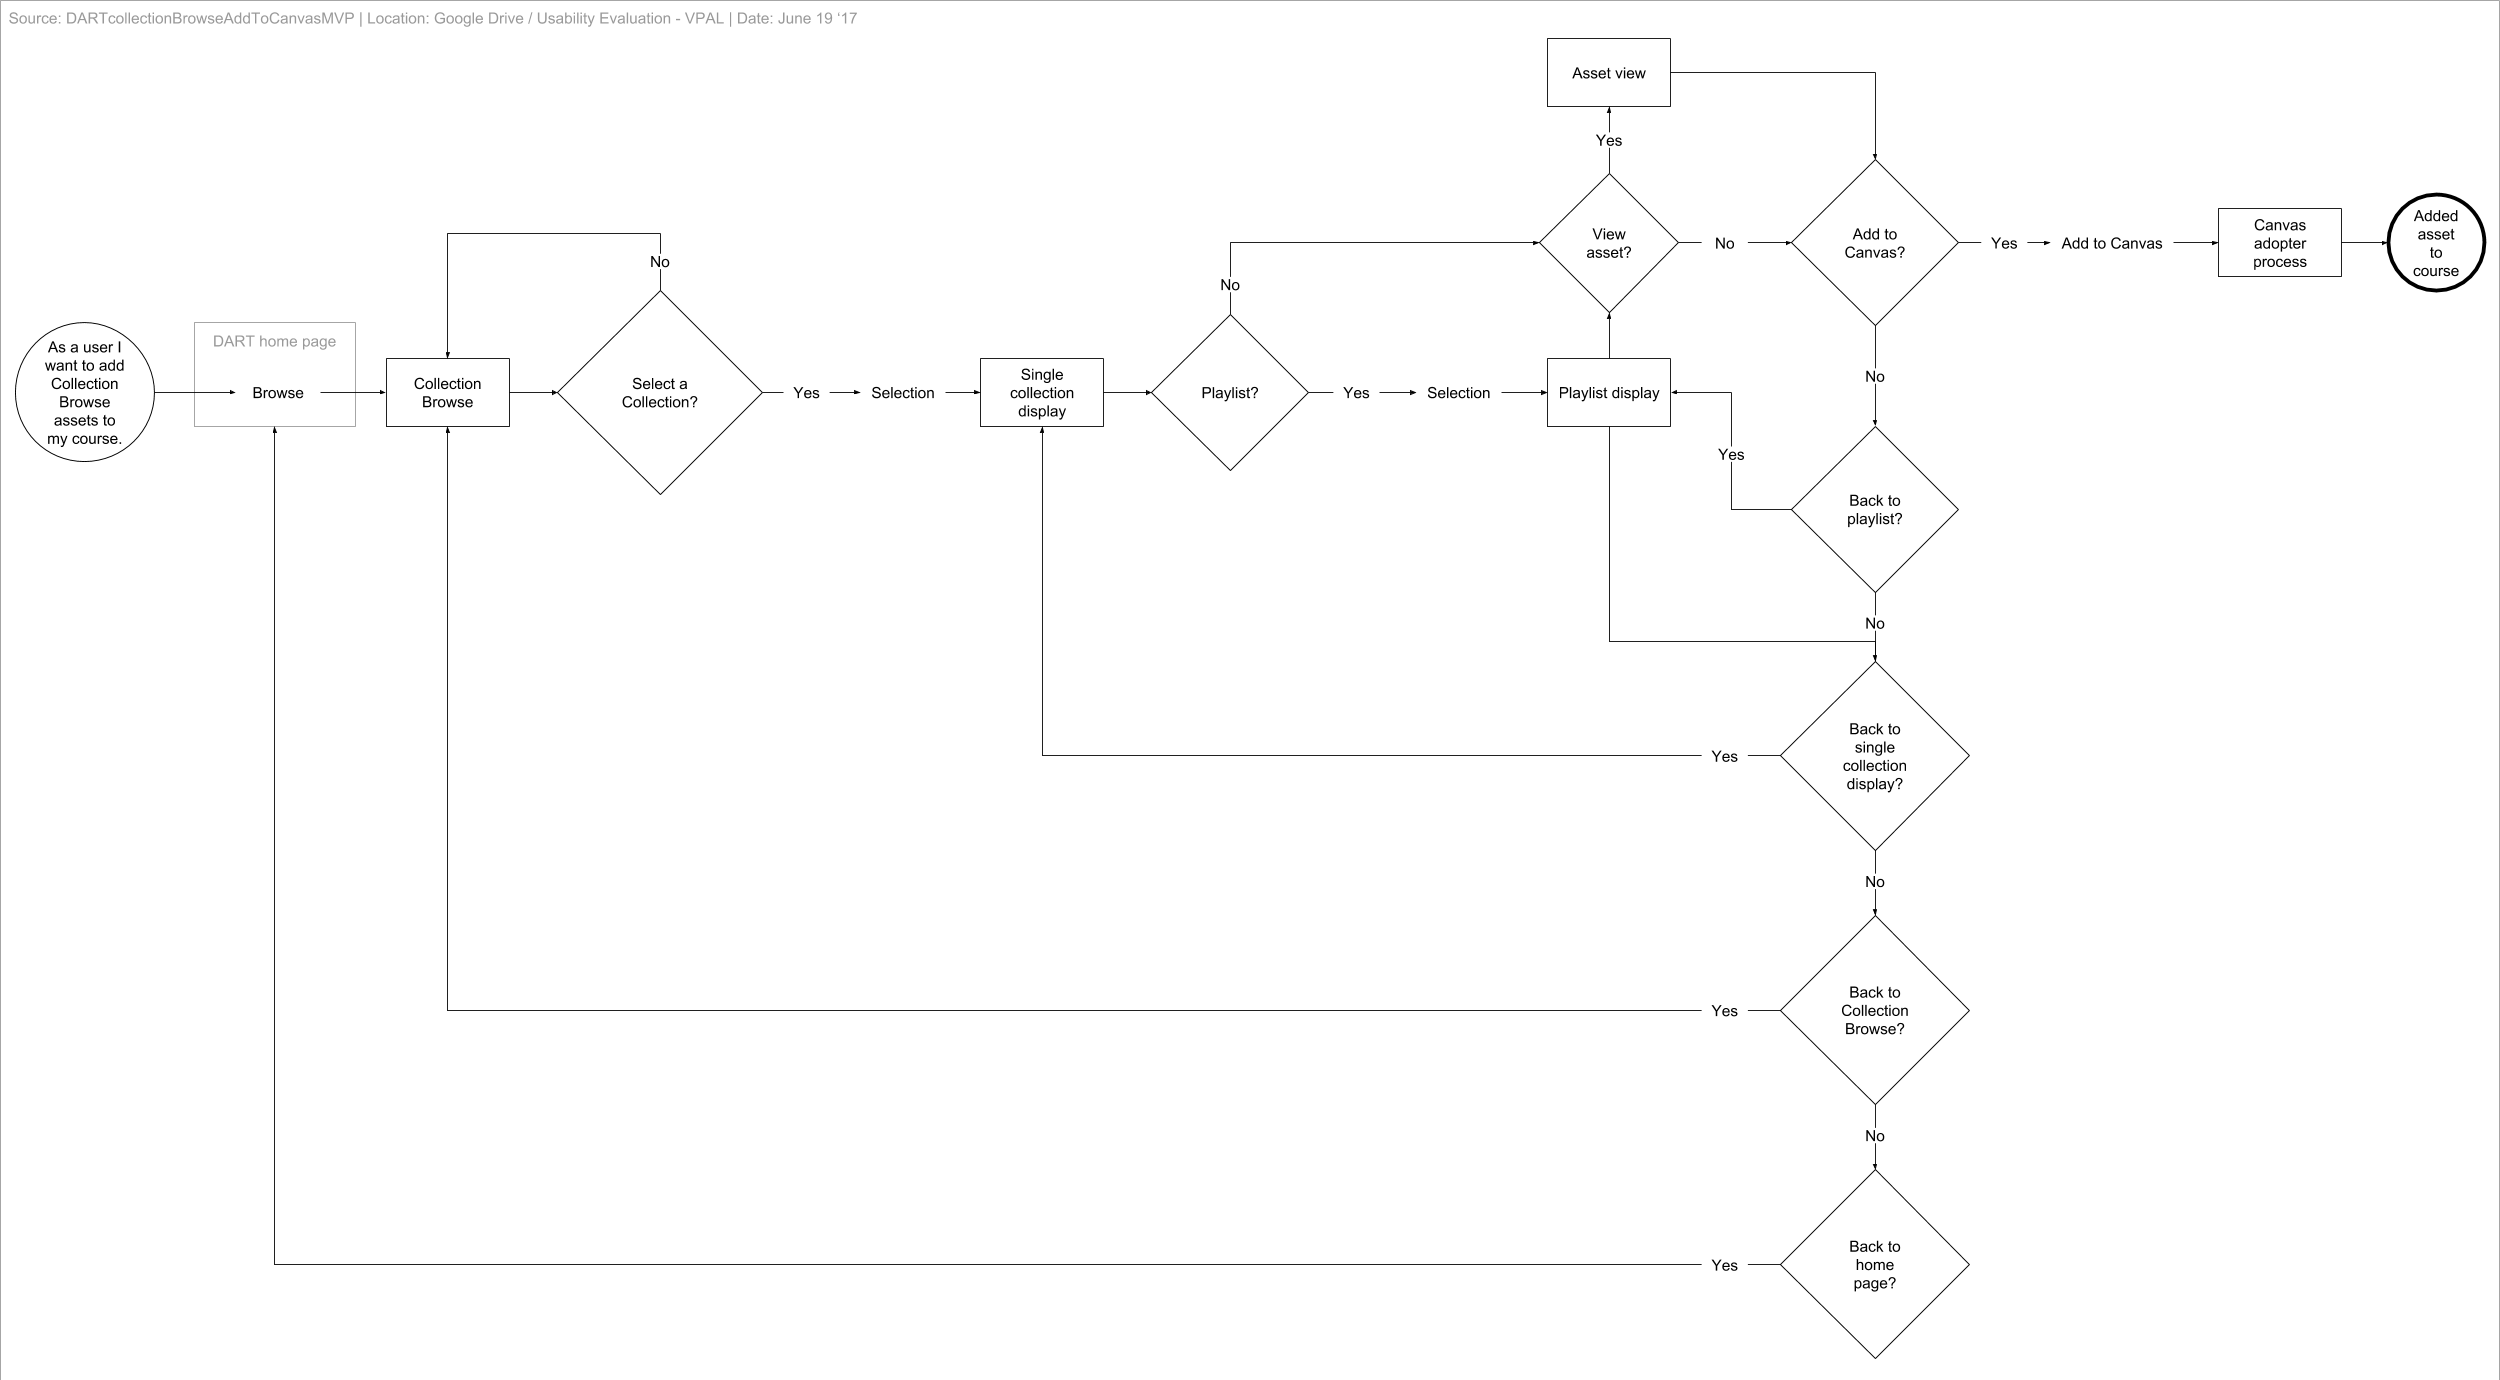 Source: DARTcollectionBrowseAddToCanvasMVP | Location: Google Drive / Usability Evaluation - VPAL | Date: June 19 ‘17
As a user I
want to add
Collection
Browse
assets to
my course.
DART home page
Browse
Collection
Browse
No
Select a
Collection?
Yes
Selection
Single
collection
display
No
Playlist?
Yes
Selection
Playlist display
Asset view
Yes
View
asset?
No
Add to
Canvas?
Yes
Add to Canvas
Canvas
adopter
process
Added
asset
to
course
No
Yes
Back to
playlist?
No
Yes
Back to
single
collection
display?
No
Yes
Back to
Collection
Browse?
No
Yes
Back to
home
page?